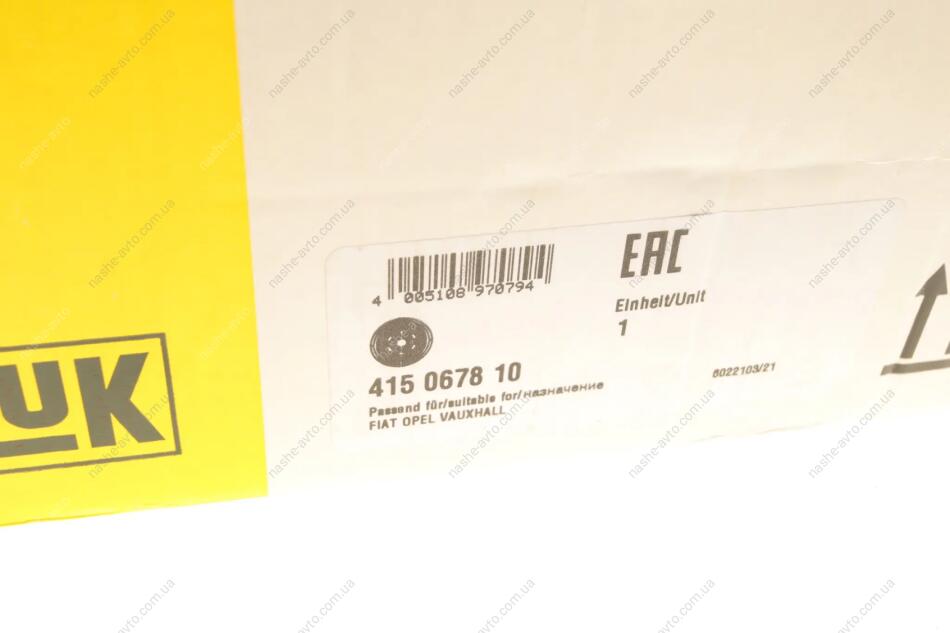 UK
EAC
4 005108 970794
Einheit/Unit
1
415 0678 10
6022103/21
Passend für/suitable for/назначение
FIAT OPEL VAUXHALL
nashe-avto.com.ua